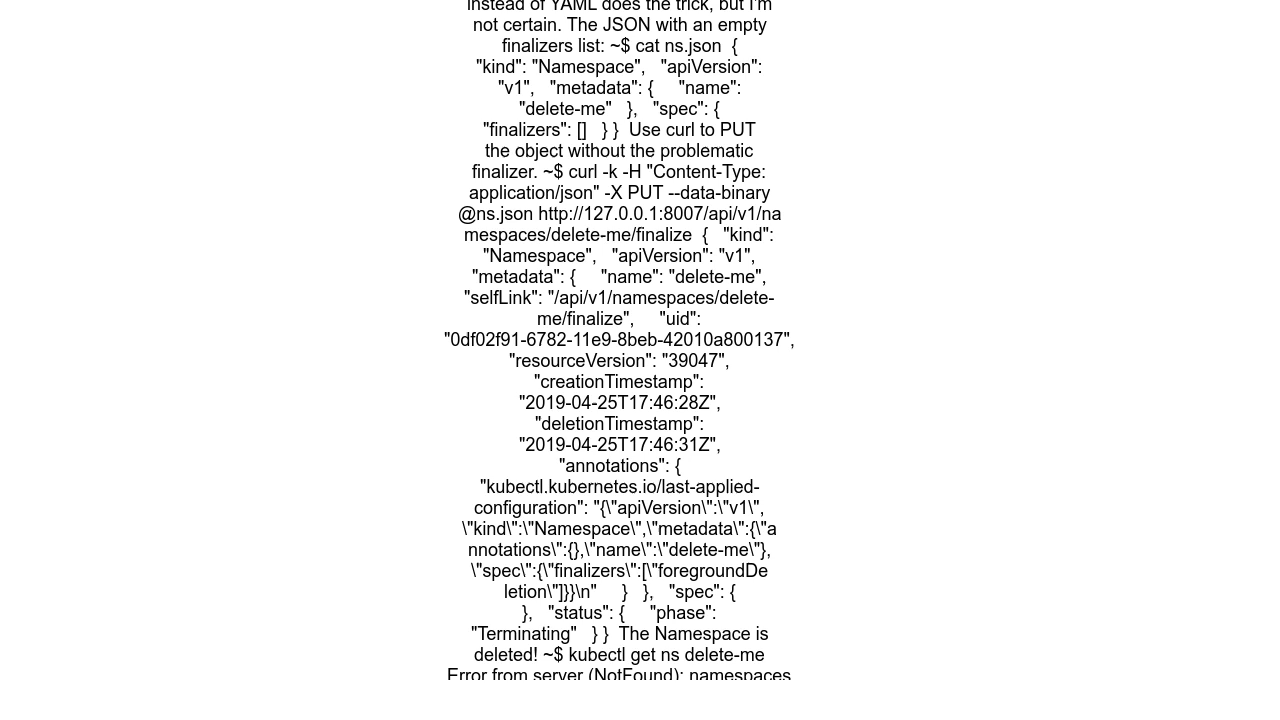 instead of YAML does the trick, but I'm
not certain. The JSON with an empty
finalizers list: ~$ cat ns.json  {
"kind": "Namespace",   "apiVersion":
"v1",   "metadata": {     "name":
"delete-me"   },   "spec": {
"finalizers": []   } }  Use curl to PUT
the object without the problematic
finalizer. ~$ curl -k -H "Content-Type:
application/json" -X PUT --data-binary
@ns.json http://127.0.0.1:8007/api/v1/na
mespaces/delete-me/finalize  {   "kind":
"Namespace",   "apiVersion": "v1",
"metadata": {     "name": "delete-me",
"selfLink": "/api/v1/namespaces/delete-
me/finalize",     "uid":
"0df02f91-6782-11e9-8beb-42010a800137",
"resourceVersion": "39047",
"creationTimestamp":
"2019-04-25T17:46:28Z",
"deletionTimestamp":
"2019-04-25T17:46:31Z",
"annotations": {
"kubectl.kubernetes.io/last-applied-
configuration": "{\"apiVersion\":\"v1\",
\"kind\":\"Namespace\",\"metadata\":{\"a
nnotations\":{},\"name\":\"delete-me\"},
\"spec\":{\"finalizers\":[\"foregroundDe
letion\"]}}\n"     }   },   "spec": {
},   "status": {     "phase":
"Terminating"   } }  The Namespace is
deleted! ~$ kubectl get ns delete-me
Error from server (NotFound): namespaces